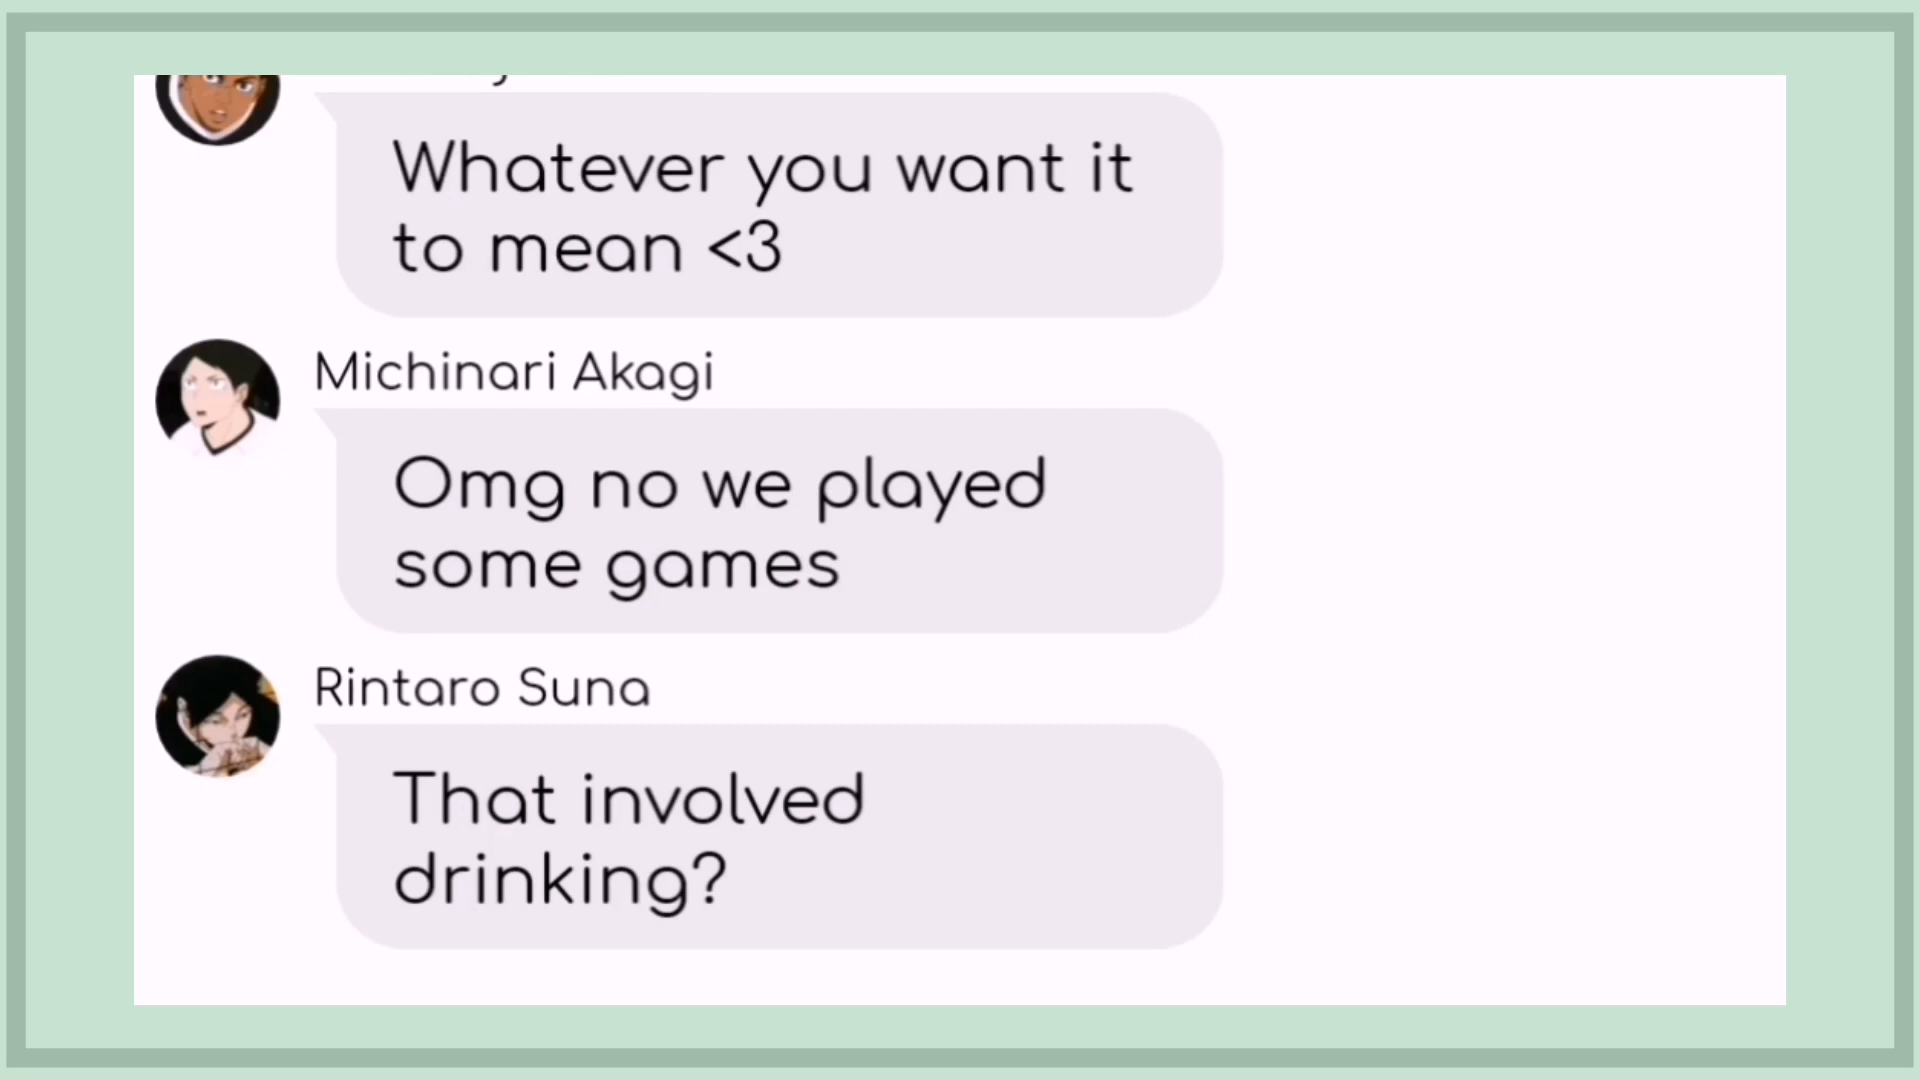 Whatever you want it
to mean <3
Michinari Akagi
Omg no we played
some games
Rintaro Suna
That involved
drinking?